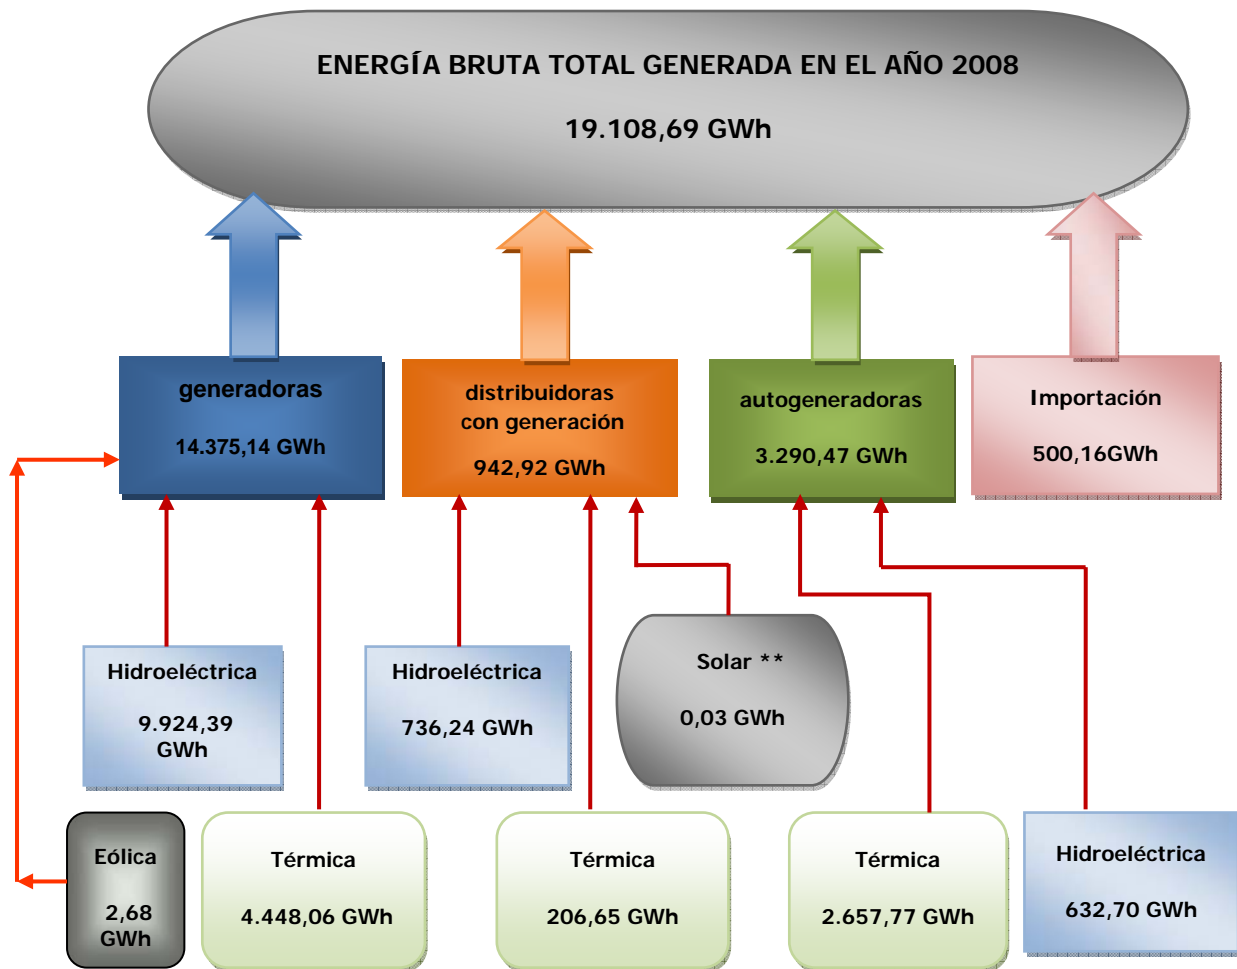 ENERGÍA BRUTA TOTAL GENERADA EN EL AÑO 2008
19.108,69 GWh
generadoras
14.375,14 GWh
distribuidoras
con generación
942,92 GWh
autogeneradoras
3.290,47 GWh
Importación
500,16GWh
Hidroeléctrica
9.924,39
GWh
Hidroeléctrica
736,24 GWh
Solar **
0,03 GWh
Eólica
2,68
GWh
Térmica
4.448,06 GWh
Térmica
206,65 GWh
Térmica
2.657,77 GWh
Hidroeléctrica
632,70 GWh